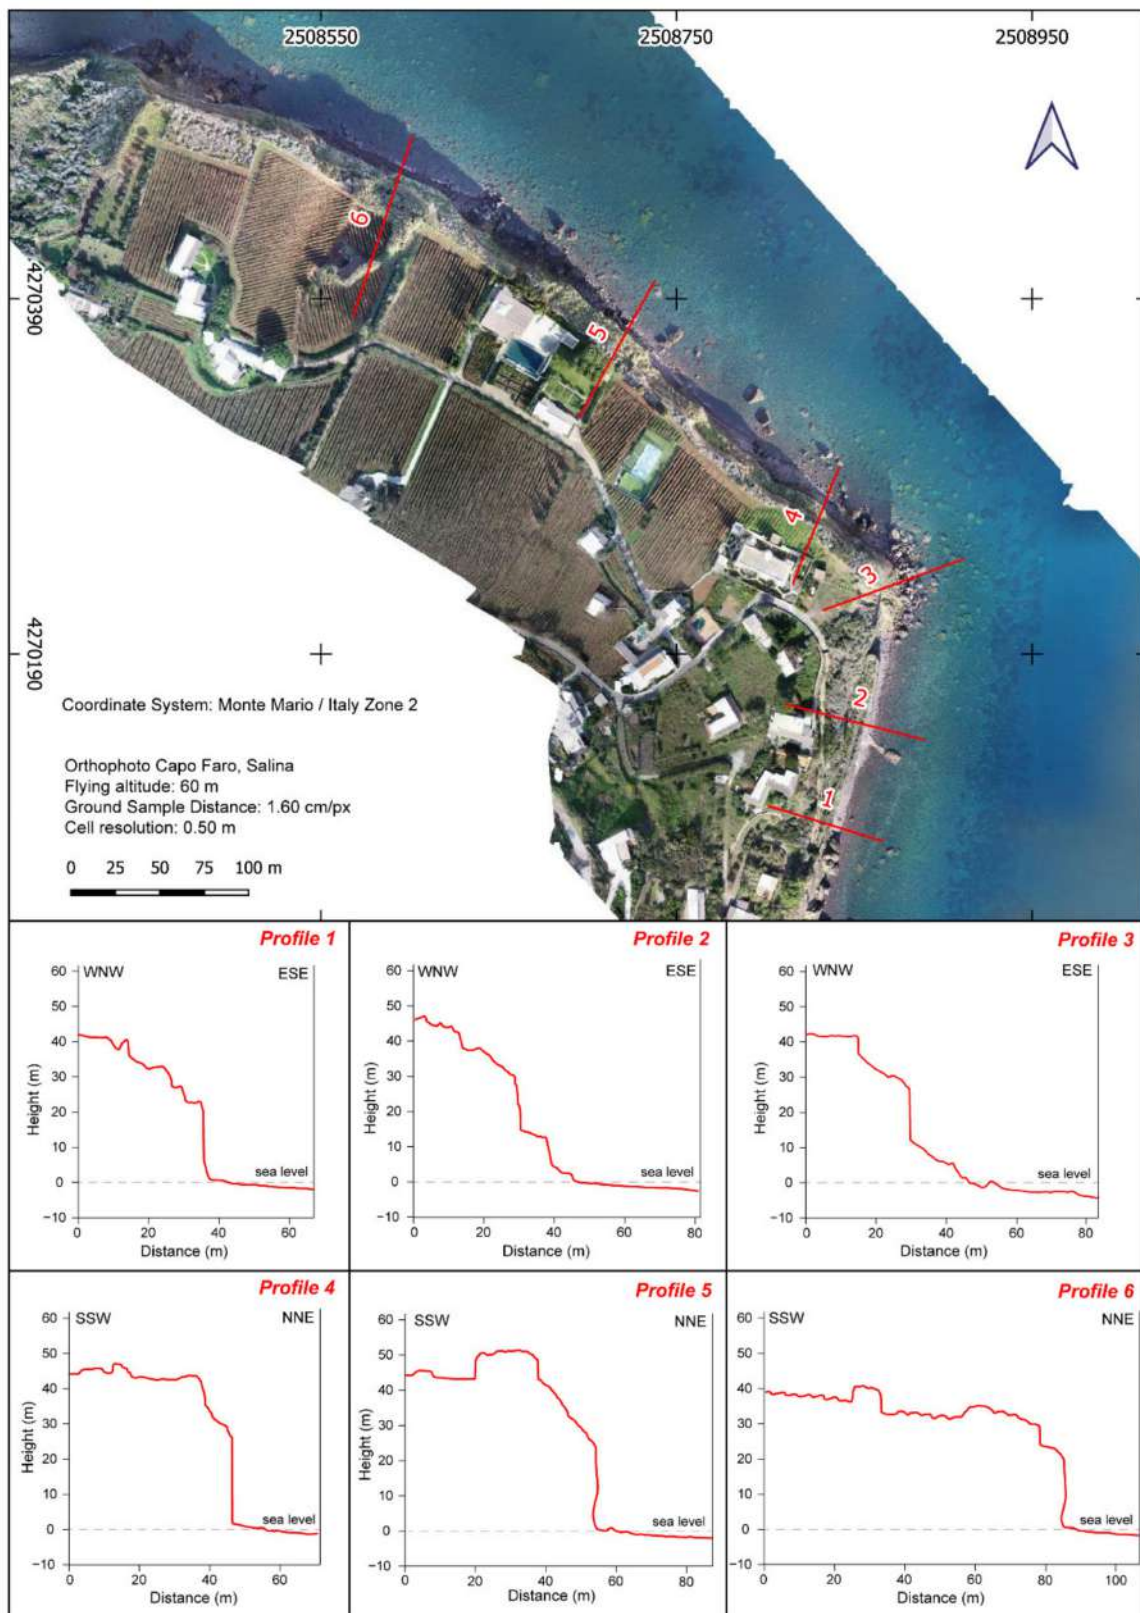 2508550
2508750
2508950
4270390
4270190
6
5
4
3
2
1
Coordinate System: Monte Mario / Italy Zone 2
Orthophoto Capo Faro, Salina
Flying altitude: 60 m
Ground Sample Distance: 1.60 cm/px
Cell resolution: 0.50 m
0 25 50 75 100 m
Profile 1
WNW ESE
60
50
40
30
20
10
0
−10
Height (m)
sea level
0 20 40 60
Distance (m)
Profile 2
WNW ESE
60
50
40
30
20
10
0
−10
Height (m)
sea level
0 20 40 60 80
Distance (m)
Profile 3
WNW ESE
60
50
40
30
20
10
0
−10
Height (m)
sea level
0 20 40 60 80
Distance (m)
Profile 4
SSW NNE
60
50
40
30
20
10
0
−10
Height (m)
sea level
0 20 40 60
Distance (m)
Profile 5
SSW NNE
60
50
40
30
20
10
0
−10
Height (m)
sea level
0 20 40 60 80
Distance (m)
Profile 6
SSW NNE
60
50
40
30
20
10
0
−10
Height (m)
sea level
0 20 40 60 80 100
Distance (m)